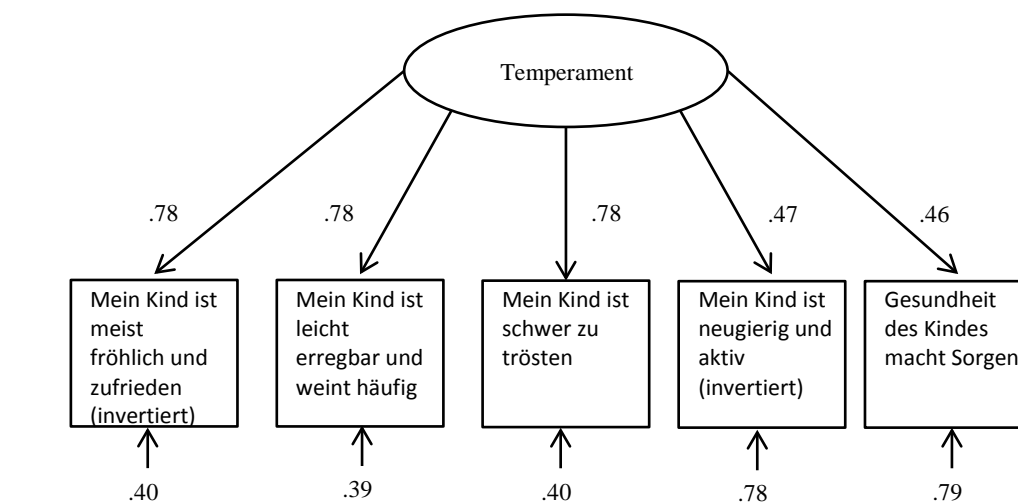 Temperament
.78
.78
.78
.47
.46
Mein Kind ist
meist
fröhlich und
zufrieden
(invertiert)
Mein Kind ist
leicht
erregbar und
weint häufig
Mein Kind ist
schwer zu
trösten
Mein Kind ist
neugierig und
aktiv
(invertiert)
Gesundheit
des Kindes
macht Sorgen
.40
.39
.40
.78
.79